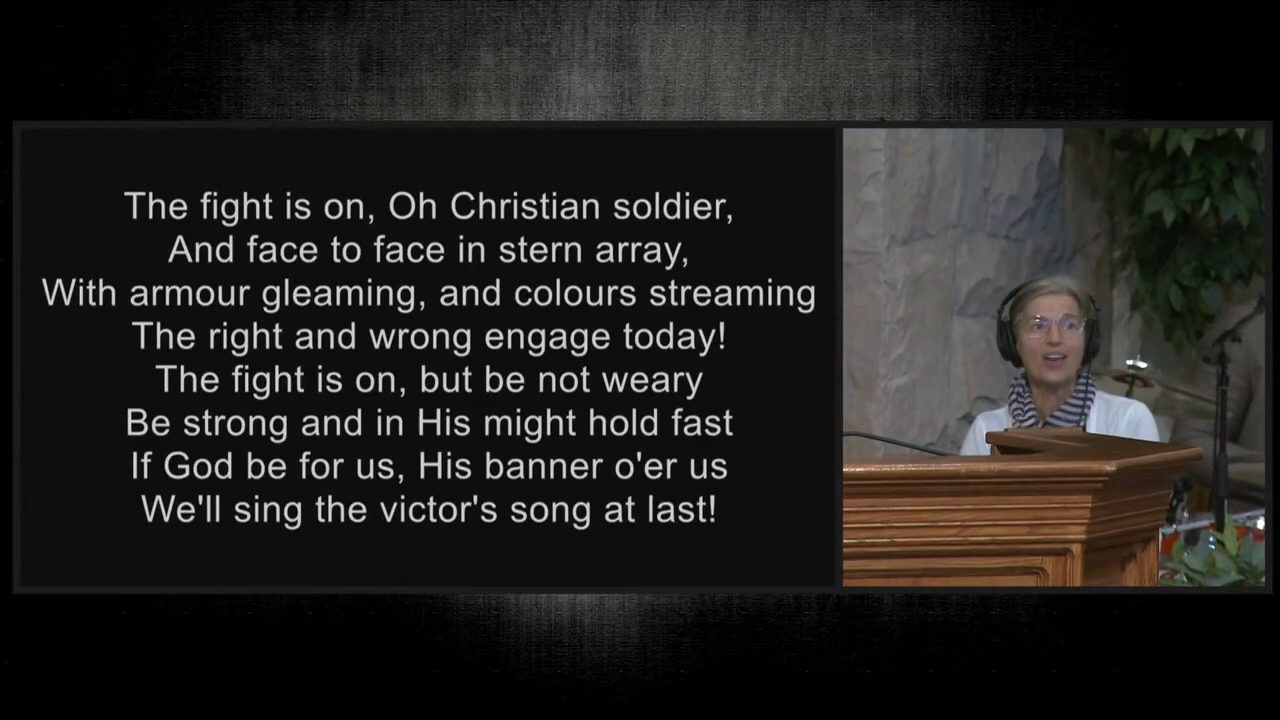 The fight is on, Oh Christian soldier,
And face to face in stern array,
With armour gleaming, and colours streaming
The right and wrong engage today!
The fight is on, but be not weary
Be strong and in His might hold fast
If God be for us, His banner o'er us
We'll sing the victor's song at last!